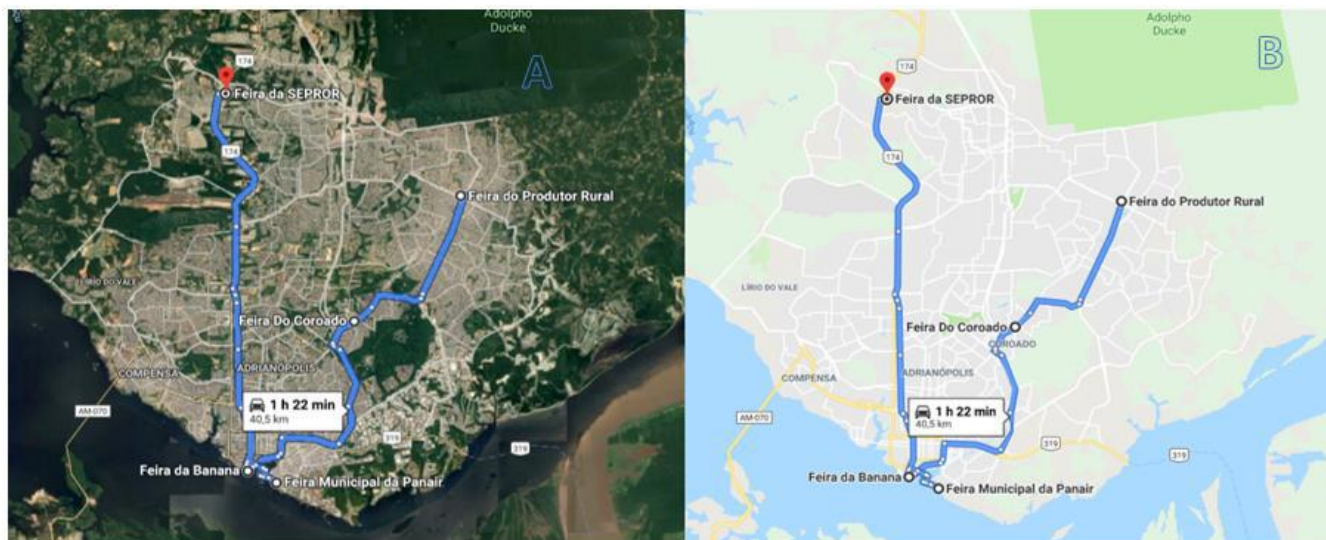 Adolpho
Ducke
174
A
Feira da SEPROR
174
Feira do Produtor Rural
LÍRIO DO VALE
Feira Do Coroado
COMPENSA
ADRIANÓPOLIS
1 h 22 min
40,5 km
AM-070
319
319
Feira da Banana
Feira Municipal da Panair
Adolpho
Ducke
B
174
Feira da SEPROR
174
Feira do Produtor Rural
LÍRIO DO VALE
Feira Do Coroado
COROADO
COMPENSA
ADRIANÓPOLIS
1 h 22 min
40,5 km
AM-070
319
319
Feira da Banana
Feira Municipal da Panair